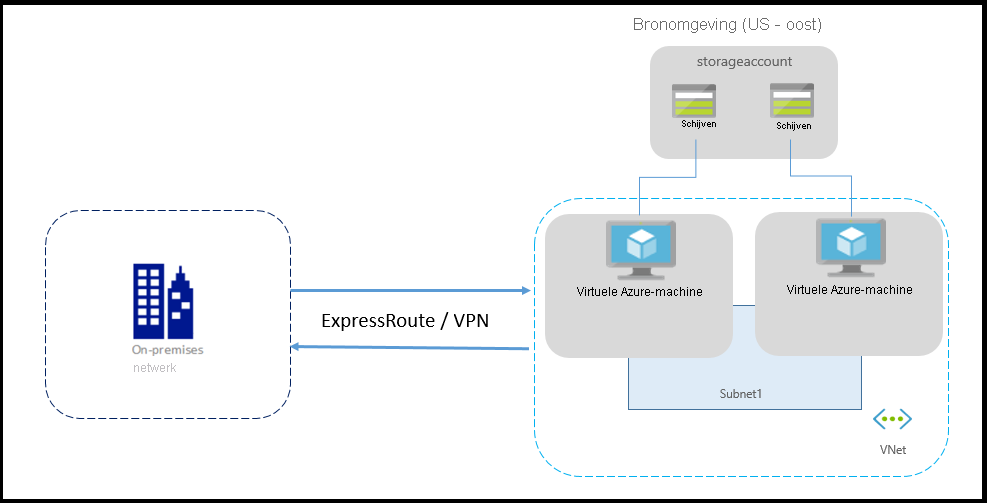 Bronomgeving (US - oost)
storageaccount
Schijven
Schijven
Virtuele Azure-machine
Virtuele Azure-machine
ExpressRoute / VPN
On-premises
netwerk
Subnet1
VNet